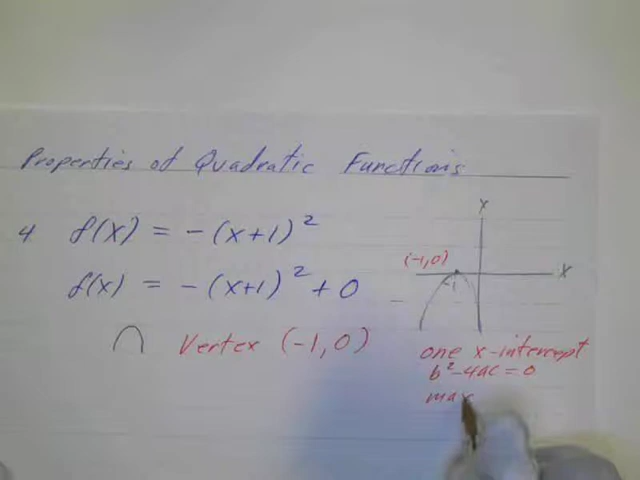 Properties of Quadratic Functions
4 f(x) = -(x+1)²
f(x) = -(x+1)² + 0
Vertex (-1,0)
Y
(-1,0)
X
-1
one x-intercept
b²-4ac = 0
max